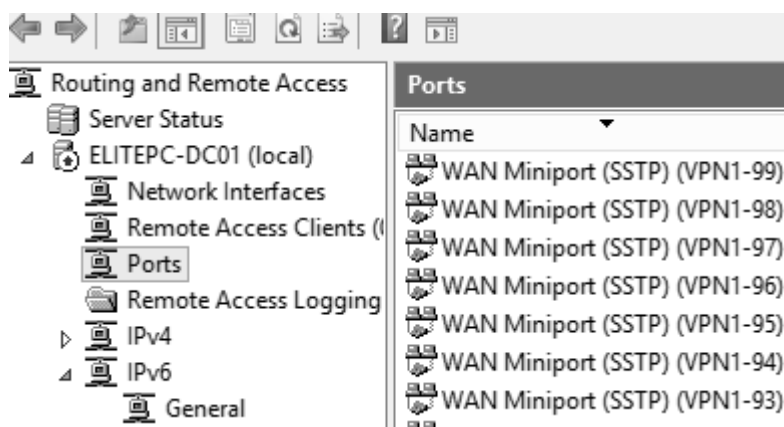 Routing and Remote Access
Server Status
ELITEPC-DC01 (local)
Network Interfaces
Remote Access Clients (
Ports
Remote Access Logging
IPv4
IPv6
General
Ports
Name
WAN Miniport (SSTP) (VPN1-99)
WAN Miniport (SSTP) (VPN1-98)
WAN Miniport (SSTP) (VPN1-97)
WAN Miniport (SSTP) (VPN1-96)
WAN Miniport (SSTP) (VPN1-95)
WAN Miniport (SSTP) (VPN1-94)
WAN Miniport (SSTP) (VPN1-93)